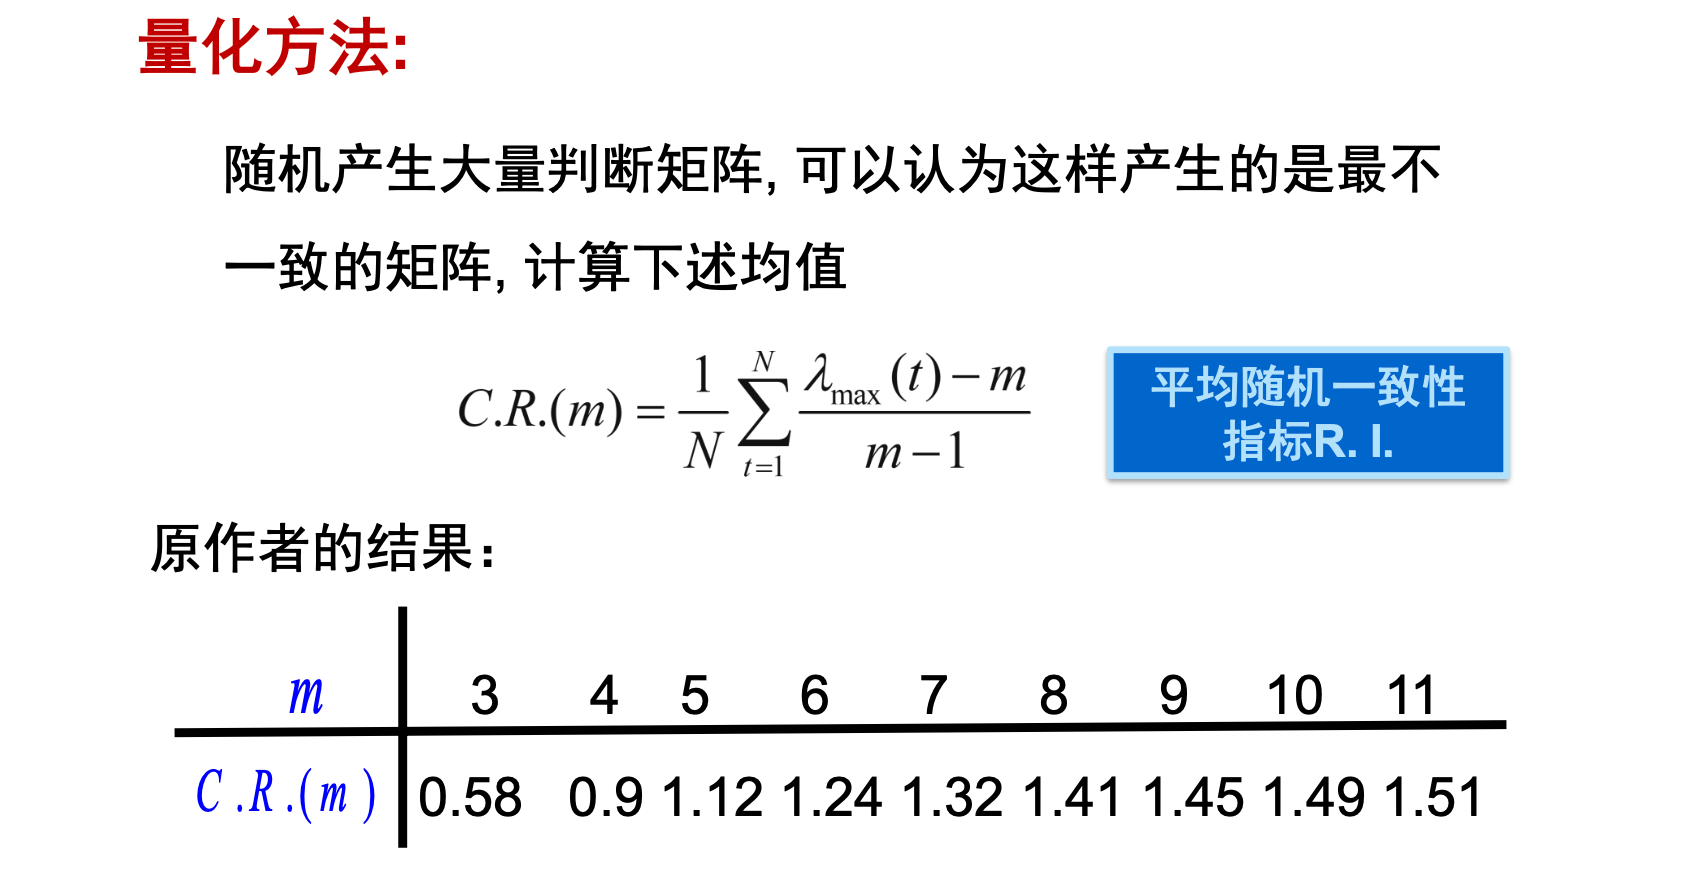 量化方法:
随机产生大量判断矩阵, 可以认为这样产生的是最不
一致的矩阵, 计算下述均值
C.R.(m) = \frac{1}{N} \sum_{t=1}^{N} \frac{\lambda_{\max}(t) - m}{m - 1}
平均随机一致性
指标R. I.
原作者的结果：
m 3 4 5 6 7 8 9 10 11
C.R.(m) 0.58 0.9 1.12 1.24 1.32 1.41 1.45 1.49 1.51